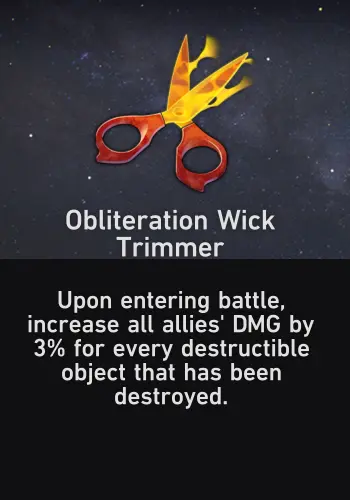 Obliteration Wick
Trimmer
Upon entering battle,
increase all allies' DMG by
3% for every destructible
object that has been
destroyed.